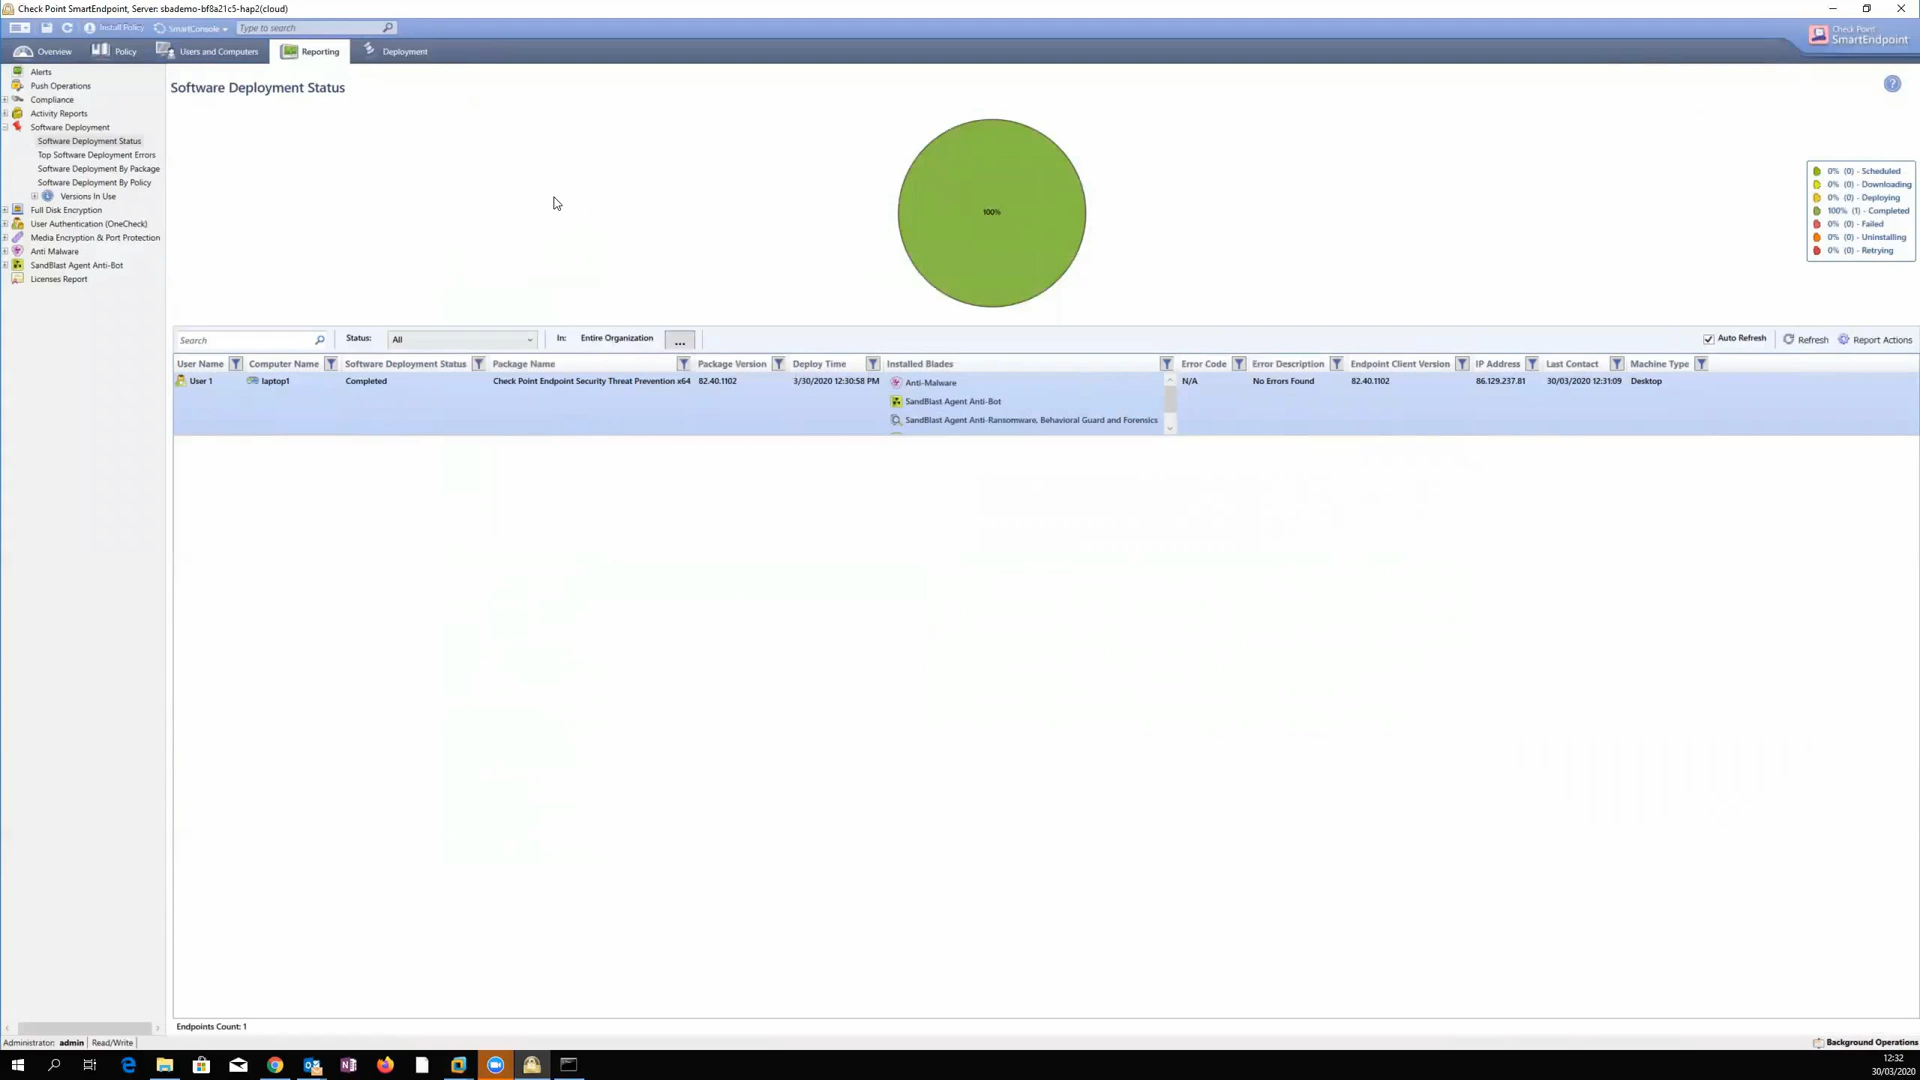 Check Point SmartEndpoint, Server: sbademo-bf8a21c5-hap2(cloud)
Install Policy SmartConsole Type to search
Check Point
SmartEndpoint
Overview Policy Users and Computers Reporting Deployment
Alerts
Push Operations
Compliance
Activity Reports
Software Deployment
Software Deployment Status
Top Software Deployment Errors
Software Deployment By Package
Software Deployment By Policy
Versions In Use
Full Disk Encryption
User Authentication (OneCheck)
Media Encryption & Port Protection
Anti Malware
SandBlast Agent Anti-Bot
Licenses Report
Software Deployment Status
?
100%
0% (0) - Scheduled
0% (0) - Downloading
0% (0) - Deploying
100% (1) - Completed
0% (0) - Failed
0% (0) - Uninstalling
0% (0) - Retrying
Search Status: All In: Entire Organization ... Auto Refresh Refresh Report Actions
User Name Computer Name Software Deployment Status Package Name Package Version Deploy Time Installed Blades Error Code Error Description Endpoint Client Version IP Address Last Contact Machine Type
User 1 laptop1 Completed Check Point Endpoint Security Threat Prevention x64 82.40.1102 3/30/2020 12:30:58 PM Anti-Malware N/A No Errors Found 82.40.1102 86.129.237.81 30/03/2020 12:31:09 Desktop
SandBlast Agent Anti-Bot
SandBlast Agent Anti-Ransomware, Behavioral Guard and Forensics
Endpoints Count: 1
Administrator: admin Read/Write Background Operations
12:32
30/03/2020